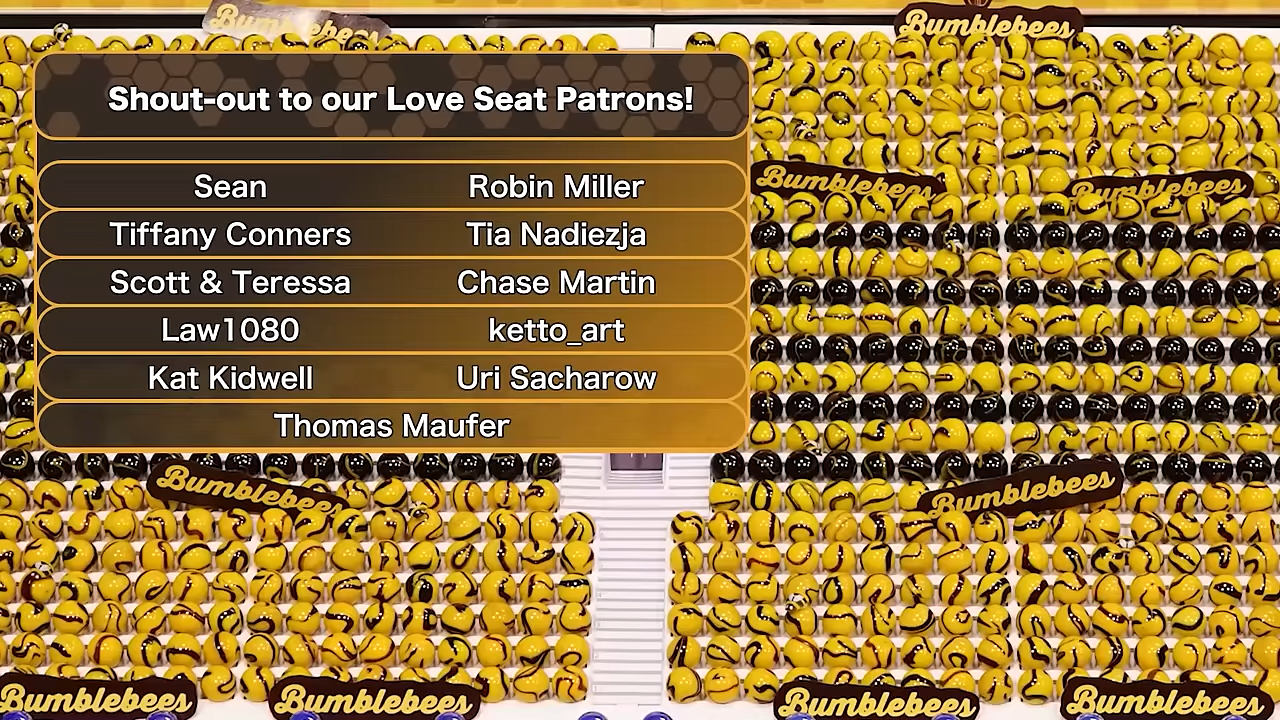 Bumblebees
Bumblebees
Shout-out to our Love Seat Patrons!
Sean Robin Miller
Tiffany Conners Tia Nadiezja
Scott & Teressa Chase Martin
Law1080 ketto_art
Kat Kidwell Uri Sacharow
Thomas Maufer
Bumblebees
Bumblebees
Bumblebees
Bumblebees
Bumblebees
Bumblebees
Bumblebees
Bumblebees